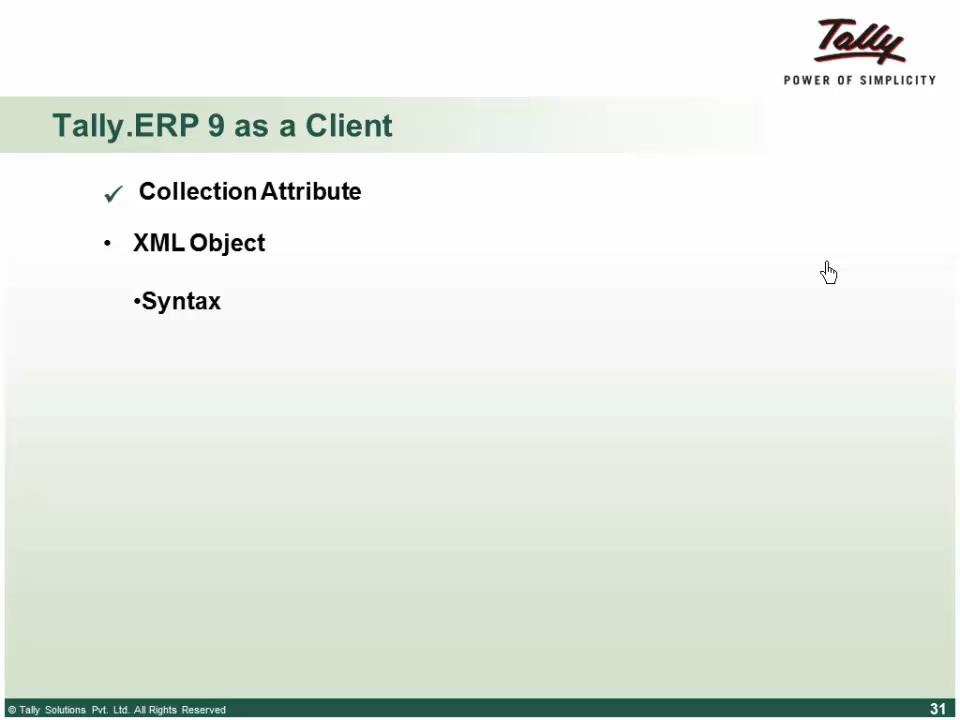 Tally
POWER OF SIMPLICITY
Tally.ERP 9 as a Client
✓ Collection Attribute
• XML Object
•Syntax
© Tally Solutions Pvt. Ltd. All Rights Reserved
31